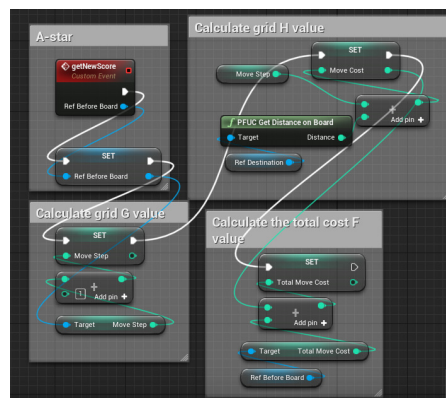 A-star
getNewScore
Custom Event
Ref Before Board
SET
Ref Before Board
Calculate grid G value
SET
Move Step
1
Add pin +
Target Move Step
Calculate grid H value
SET
Move Step
Move Cost
+
Add pin +
f PFUC Get Distance on Board
Target Distance
Ref Destination
Calculate the total cost F
value
SET
Total Move Cost
+
Add pin +
Target Total Move Cost
Ref Before Board